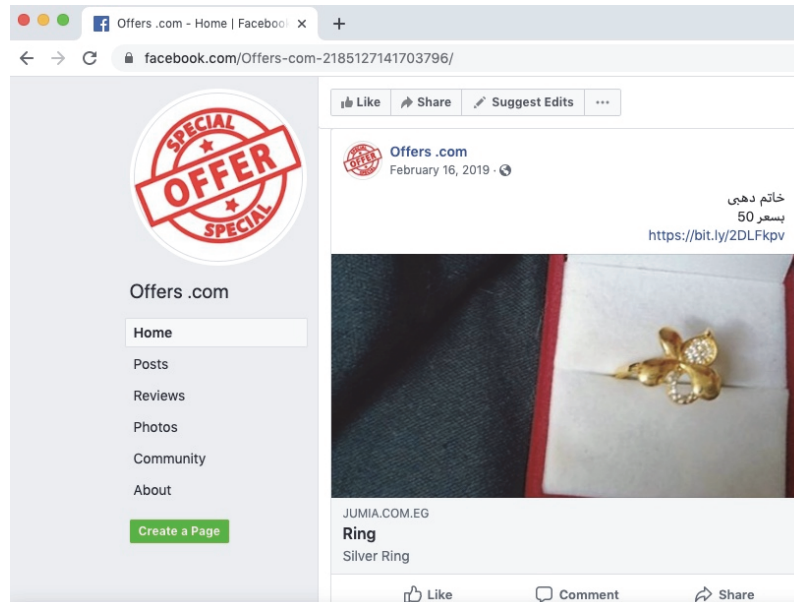 Offers .com - Home | Facebook
facebook.com/Offers-com-2185127141703796/
SPECIAL
OFFER
SPECIAL
Offers .com
Home
Posts
Reviews
Photos
Community
About
Create a Page
Like
Share
Suggest Edits
OFFER
Offers .com
February 16, 2019 ·
خاتم دهبى
بسعر 50
https://bit.ly/2DLFkpv
JUMIA.COM.EG
Ring
Silver Ring
Like
Comment
Share